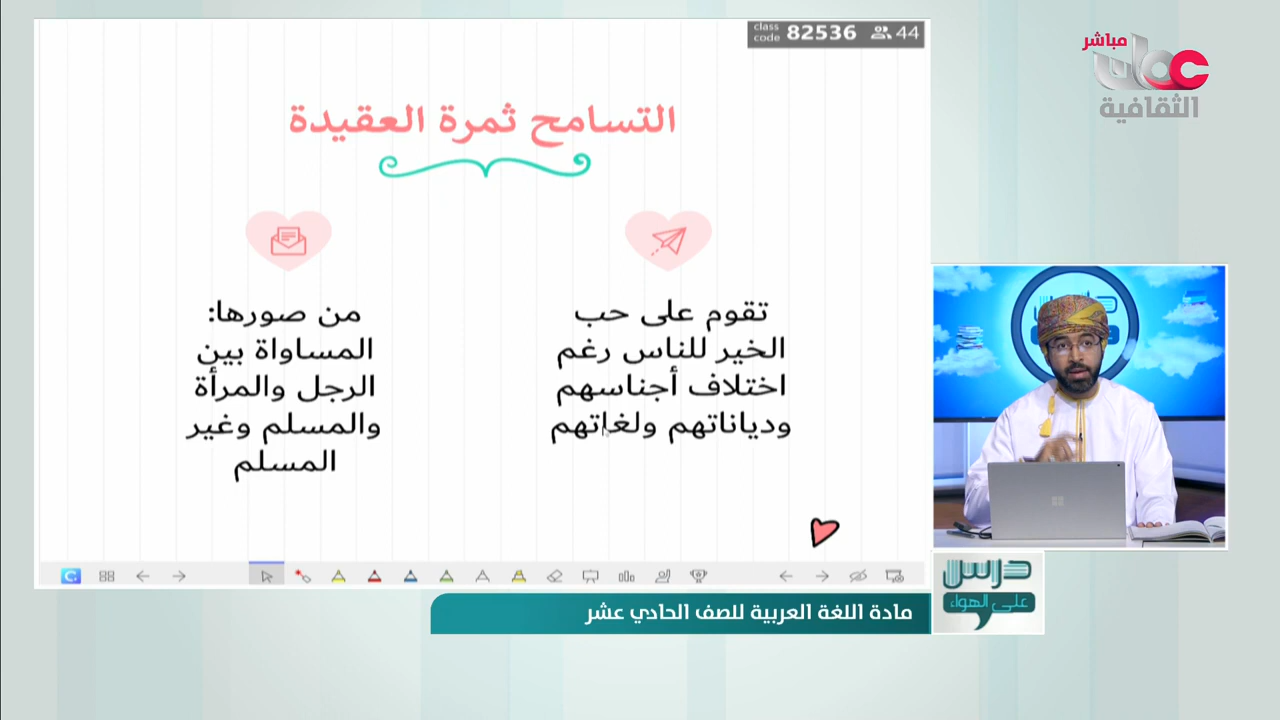 class code 82536 44
مباشر
الثقافية
التسامح ثمرة العقيدة
تقوم على حب
الخير للناس رغم
اختلاف أجناسهم
ودياناتهم ولغاتهم
من صورها:
المساواة بين
الرجل والمرأة
والمسلم وغير
المسلم
درس
على الهواء
مادة اللغة العربية للصف الحادي عشر